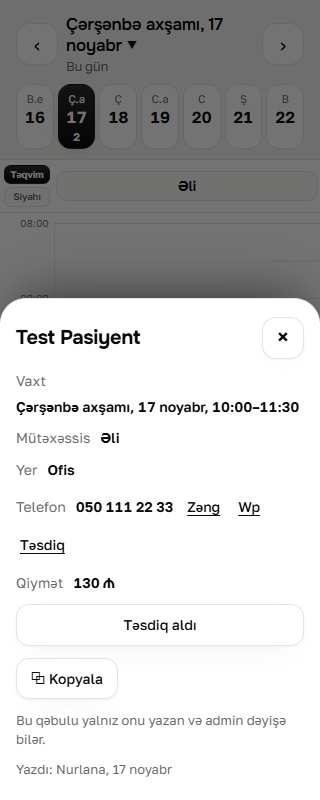 ‹
Çərşənbə axşamı, 17
noyabr ▼
Bu gün
›
B.e Ç.a Ç C.a C Ş B
16 17 18 19 20 21 22
2
Təqvim
Siyahı
Əli
08:00
Test Pasiyent
×
Vaxt
Çərşənbə axşamı, 17 noyabr, 10:00–11:30
Mütəxəssis Əli
Yer Ofis
Telefon 050 111 22 33 Zəng Wp
Təsdiq
Qiymət 130 ₼
Təsdiq aldı
Kopyala
Bu qəbulu yalnız onu yazan və admin dəyişə
bilər.
Yazdı: Nurlana, 17 noyabr